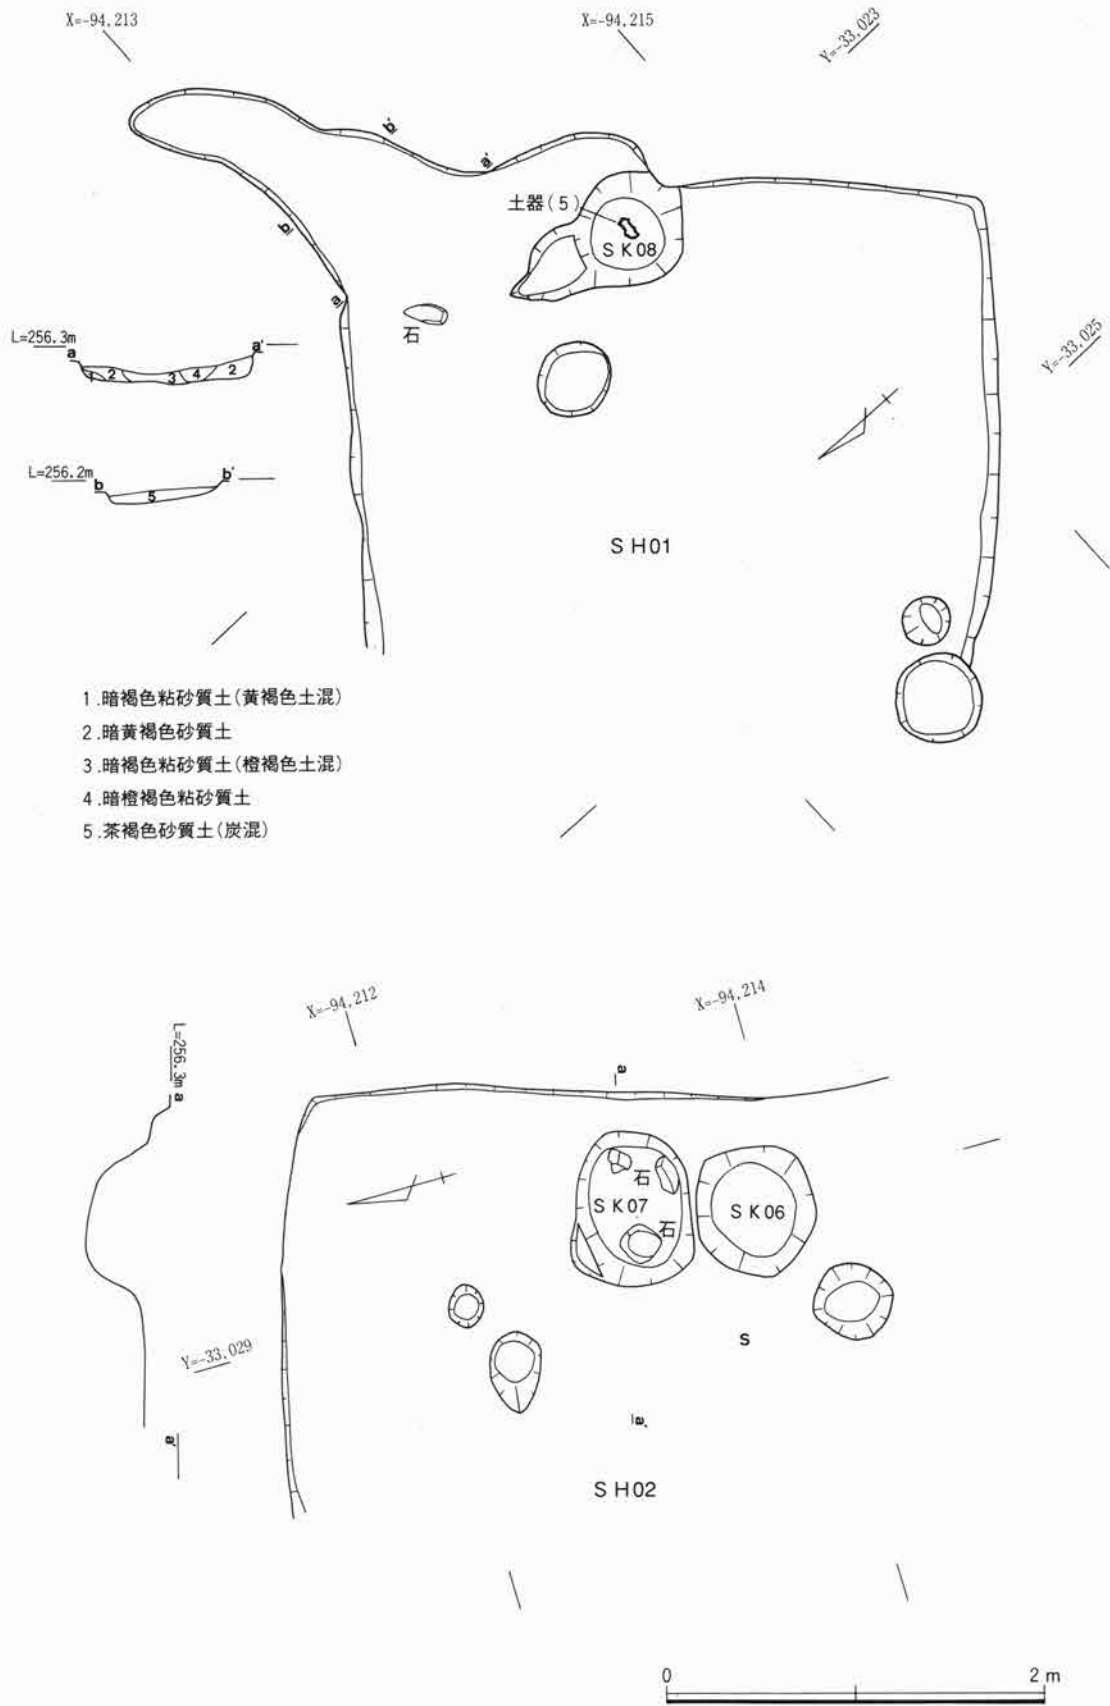 X=-94,213
X=-94,215
Y=-33,023
b'
a'
土器(5)
SK08
b
a
石
L=256.3m
a a'
1 2 3 4 2
Y=-33,025
L=256.2m
b b'
5
SH01
1.暗褐色粘砂質土(黄褐色土混)
2.暗黄褐色砂質土
3.暗褐色粘砂質土(橙褐色土混)
4.暗橙褐色粘砂質土
5.茶褐色砂質土(炭混)
X=-94,212
X=-94,214
L=256.3m
a
a
石
SK07
石
SK06
S
Y=-33,029
a'
a'
SH02
0 2m